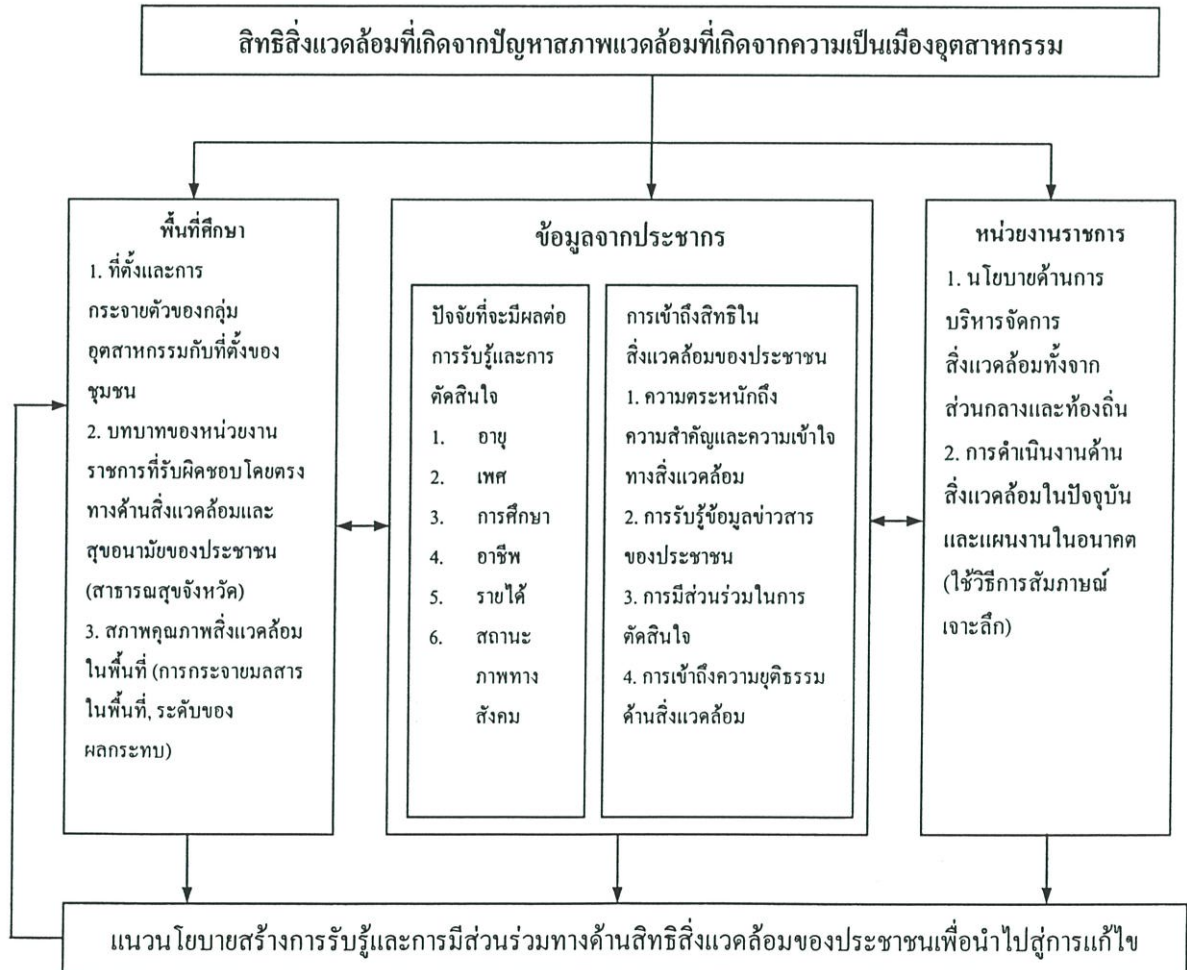 สิทธิสิ่งแวดล้อมที่เกิดจากปัญหาสภาพแวดล้อมที่เกิดจากความเป็นเมืองอุตสาหกรรม
พื้นที่ศึกษา
1. ที่ตั้งและการ
กระจายตัวของกลุ่ม
อุตสาหกรรมกับที่ตั้งของ
ชุมชน
2. บทบาทของหน่วยงาน
ราชการที่รับผิดชอบโดยตรง
ทางด้านสิ่งแวดล้อมและ
สุขอนามัยของประชาชน
(สาธารณสุขจังหวัด)
3. สภาพคุณภาพสิ่งแวดล้อม
ในพื้นที่ (การกระจายมลสาร
ในพื้นที่, ระดับของ
ผลกระทบ)
ข้อมูลจากประชากร
ปัจจัยที่จะมีผลต่อ
การรับรู้และการ
ตัดสินใจ
1. อายุ
2. เพศ
3. การศึกษา
4. อาชีพ
5. รายได้
6. สถานะ
ภาพทาง
สังคม
การเข้าถึงสิทธิใน
สิ่งแวดล้อมของประชาชน
1. ความตระหนักถึง
ความสำคัญและความเข้าใจ
ทางสิ่งแวดล้อม
2. การรับรู้ข้อมูลข่าวสาร
ของประชาชน
3. การมีส่วนร่วมในการ
ตัดสินใจ
4. การเข้าถึงความยุติธรรม
ด้านสิ่งแวดล้อม
หน่วยงานราชการ
1. นโยบายด้านการ
บริหารจัดการ
สิ่งแวดล้อมทั้งจาก
ส่วนกลางและท้องถิ่น
2. การดำเนินงานด้าน
สิ่งแวดล้อมในปัจจุบัน
และแผนงานในอนาคต
(ใช้วิธีการสัมภาษณ์
เจาะลึก)
แนวนโยบายสร้างการรับรู้และการมีส่วนร่วมทางด้านสิทธิสิ่งแวดล้อมของประชาชนเพื่อนำไปสู่การแก้ไข